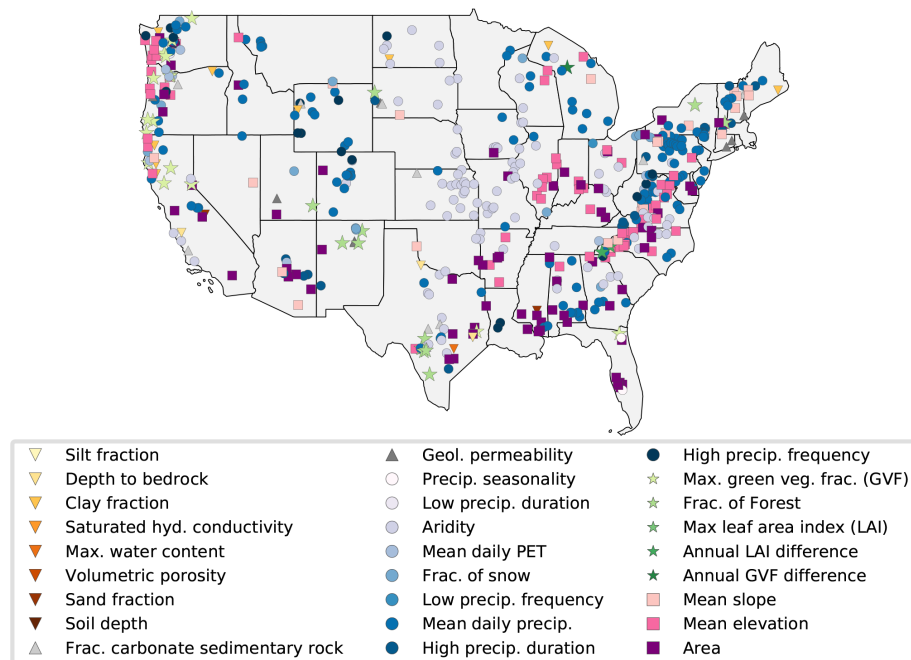 Silt fraction
Depth to bedrock
Clay fraction
Saturated hyd. conductivity
Max. water content
Volumetric porosity
Sand fraction
Soil depth
Frac. carbonate sedimentary rock
Geol. permeability
Precip. seasonality
Low precip. duration
Aridity
Mean daily PET
Frac. of snow
Low precip. frequency
Mean daily precip.
High precip. duration
High precip. frequency
Max. green veg. frac. (GVF)
Frac. of Forest
Max leaf area index (LAI)
Annual LAI difference
Annual GVF difference
Mean slope
Mean elevation
Area